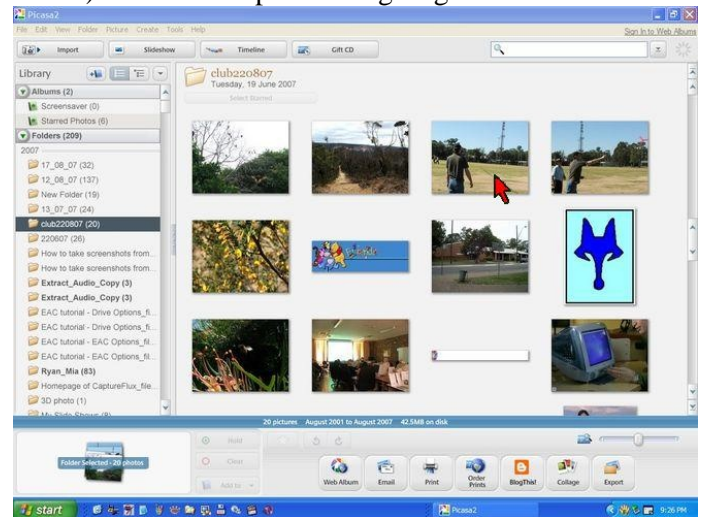 Picasa2
File Edit View Folder Picture Create Tools Help
Sign In to Web Albums
Import Slideshow Timeline Gift CD
Library
club220807
Tuesday, 19 June 2007
Select Starred
Albums (2)
Screensaver (0)
Starred Photos (6)
Folders (209)
2007
17_08_07 (32)
12_08_07 (137)
New Folder (19)
13_07_07 (24)
club220807 (20)
220607 (26)
How to take screenshots from...
How to take screenshots from...
Extract_Audio_Copy (3)
Extract_Audio_Copy (3)
EAC tutorial - Drive Options_fi...
EAC tutorial - EAC Options_fil...
EAC tutorial - EAC Options_fil...
Ryan_Mia (83)
Homepage of CaptureFlux_file...
3D photo (1)
My Slide Shows (8)
20 pictures August 2001 to August 2007 42.5MB on disk
Folder Selected - 20 photos
Hold
Clear
Add to
Web Album Email Print Order Prints BlogThis! Collage Export
start Picasa2 9:26 PM